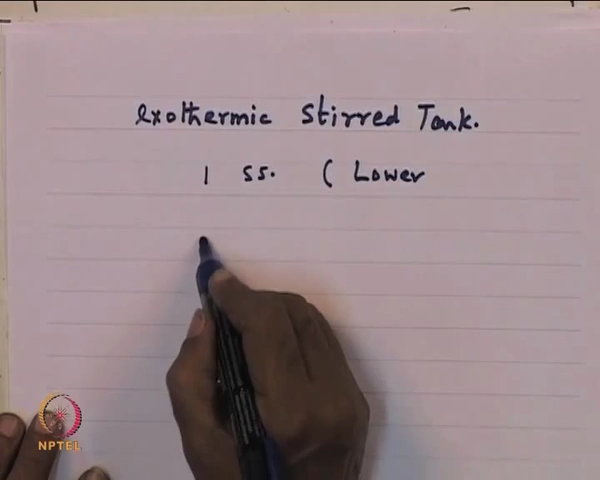 Exothermic Stirred Tank.
1 SS. ( Lower
NPTEL